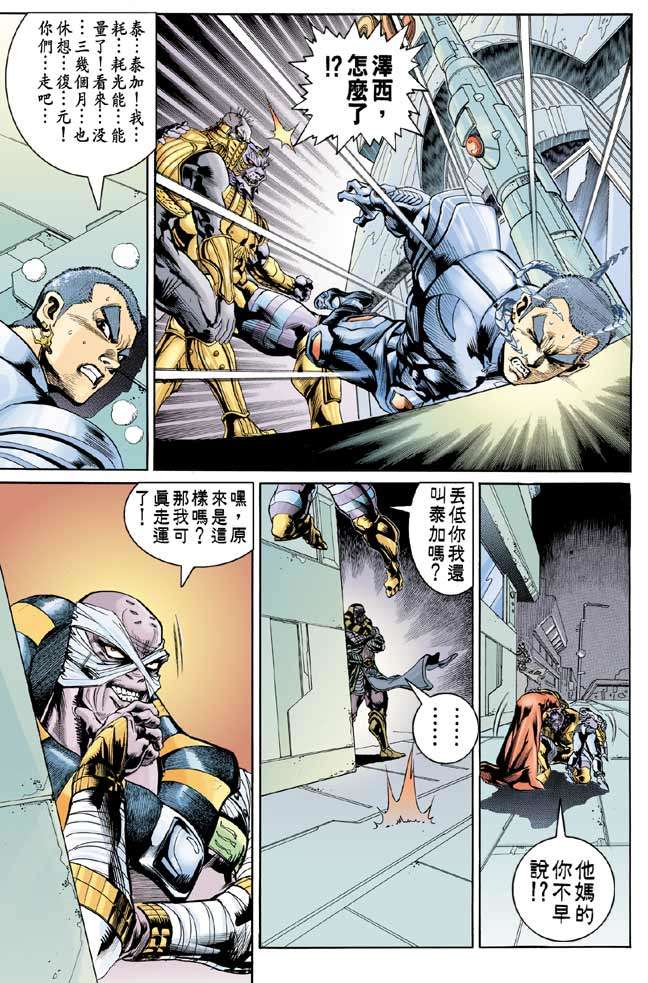 澤西，
怎麼了
!?
泰⋯泰加！我⋯
耗⋯耗光能⋯能
量了！看來⋯没
⋯三幾個月⋯也
休想⋯復⋯元！
你們⋯走吧⋯
他媽的
你不早
說!?
丟低你我還
叫泰加嗎？
⋯⋯
嘿，原
來是這
樣嗎？
那我可
真走運
了！